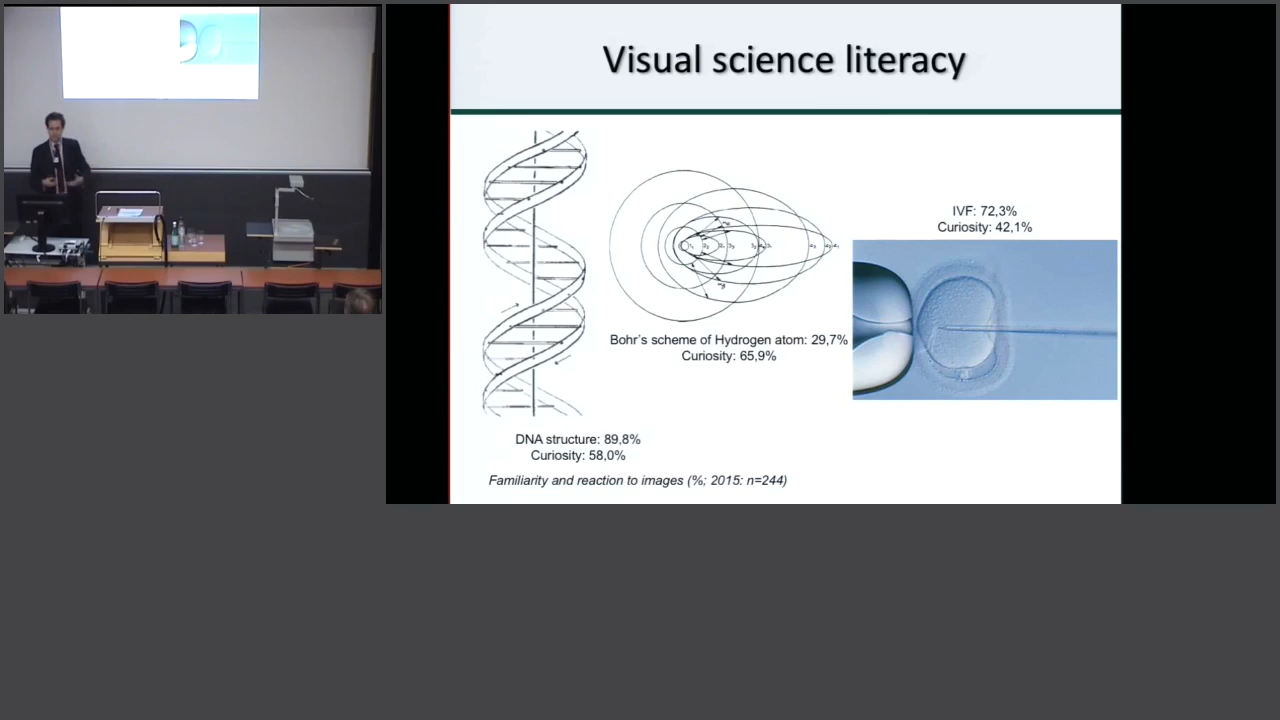 Visual science literacy
IVF: 72,3%
Curiosity: 42,1%
Bohr's scheme of Hydrogen atom: 29,7%
Curiosity: 65,9%
DNA structure: 89,8%
Curiosity: 58,0%
Familiarity and reaction to images (%; 2015: n=244)